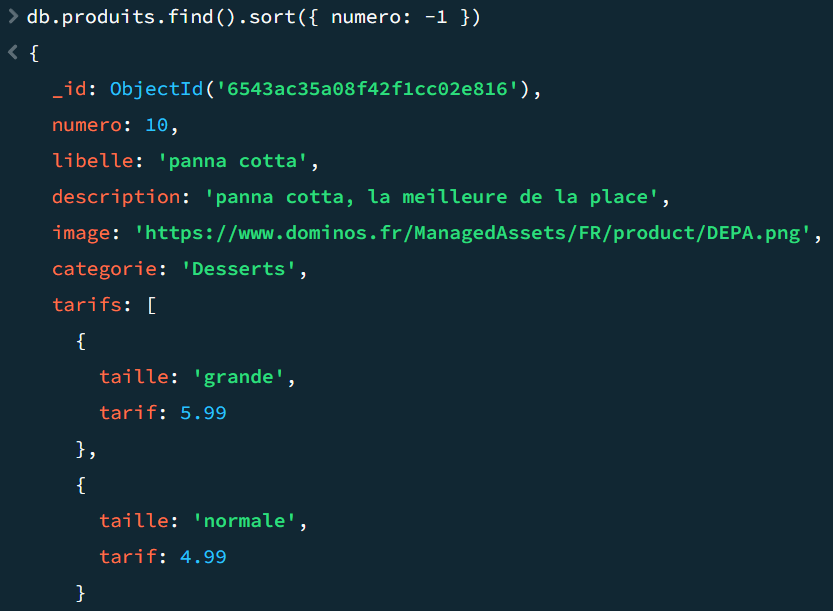 > db.produits.find().sort({ numero: -1 })
< {
_id: ObjectId('6543ac35a08f42f1cc02e816'),
numero: 10,
libelle: 'panna cotta',
description: 'panna cotta, la meilleure de la place',
image: 'https://www.dominos.fr/ManagedAssets/FR/product/DEPA.png',
categorie: 'Desserts',
tarifs: [
{
taille: 'grande',
tarif: 5.99
},
{
taille: 'normale',
tarif: 4.99
}